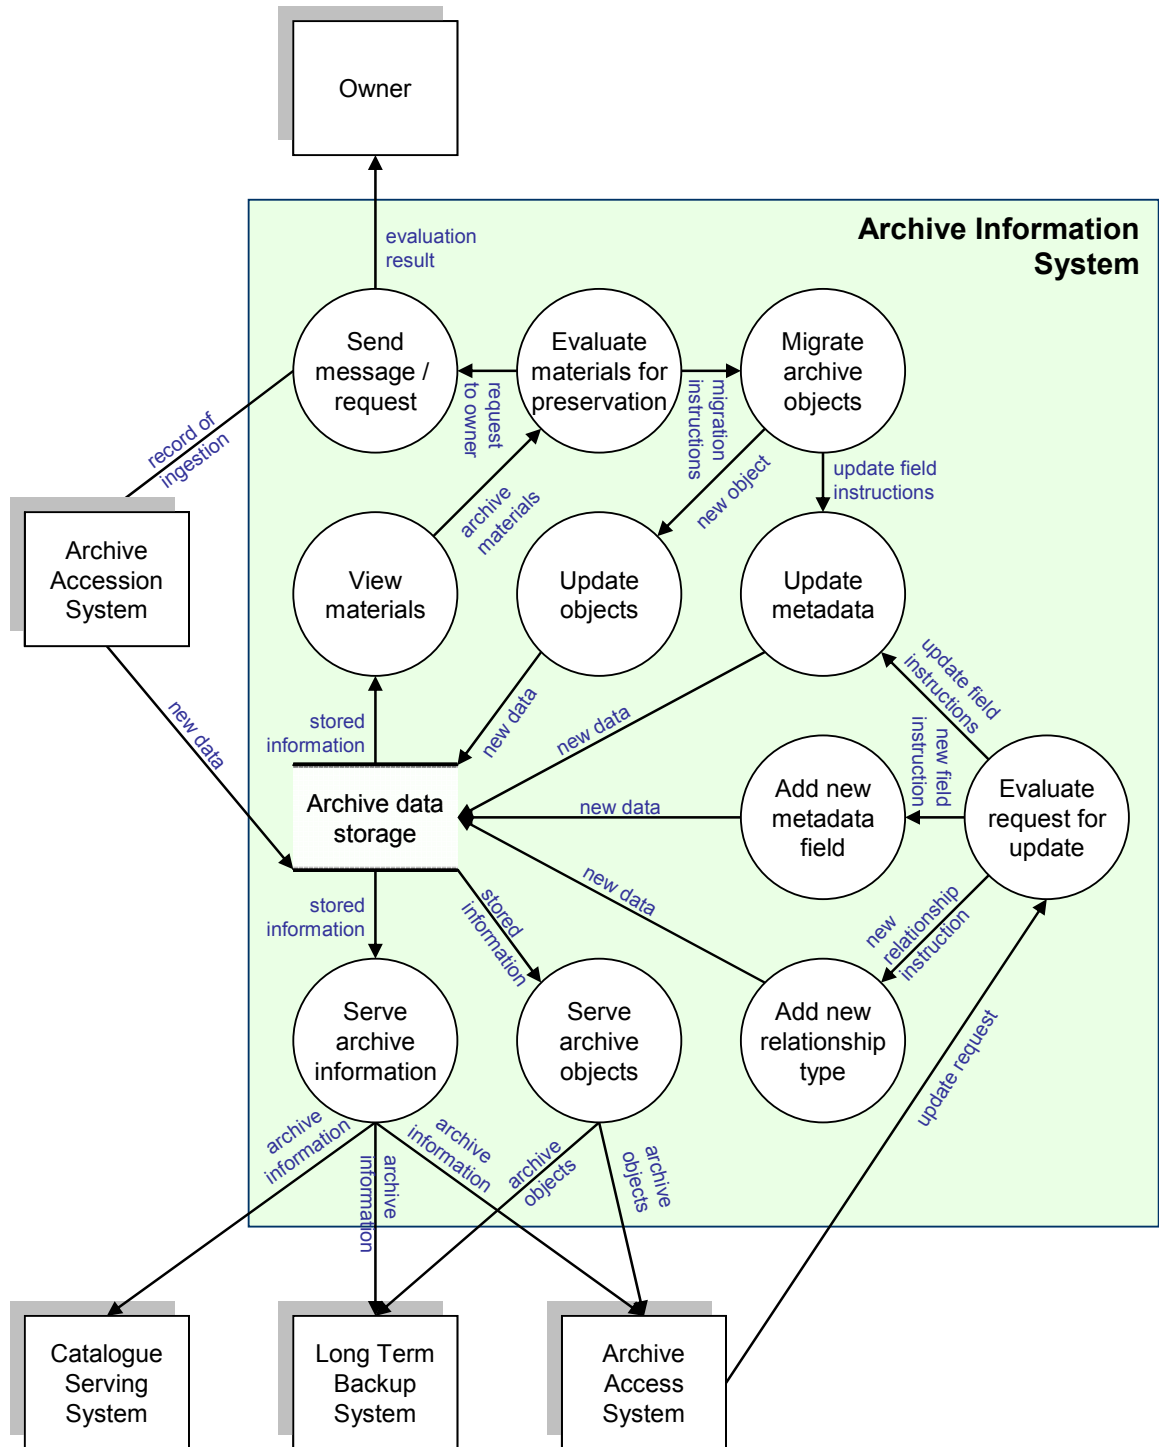 Owner
Archive Information
System
evaluation
result
Send
message /
request
request
to owner
Evaluate
materials for
preservation
migration
instructions
Migrate
archive
objects
record of
ingestion
archive
materials
new object
update field
instructions
Archive
Accession
System
View
materials
Update
objects
Update
metadata
new data
stored
information
new data
new data
update field
instructions
new field
instruction
Archive data
storage
new data
Add new
metadata
field
Evaluate
request for
update
stored
information
stored
information
new data
new
relationship
instruction
Serve
archive
information
Serve
archive
objects
Add new
relationship
type
update request
archive
information
archive
information
archive
information
archive
objects
archive
objects
Catalogue
Serving
System
Long Term
Backup
System
Archive
Access
System